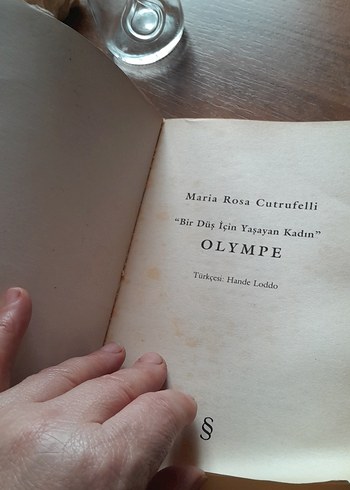 Maria Rosa Cutrufelli
“Bir Düş İçin Yaşayan Kadın”
OLYMPE
Türkçesi: Hande Loddo
§